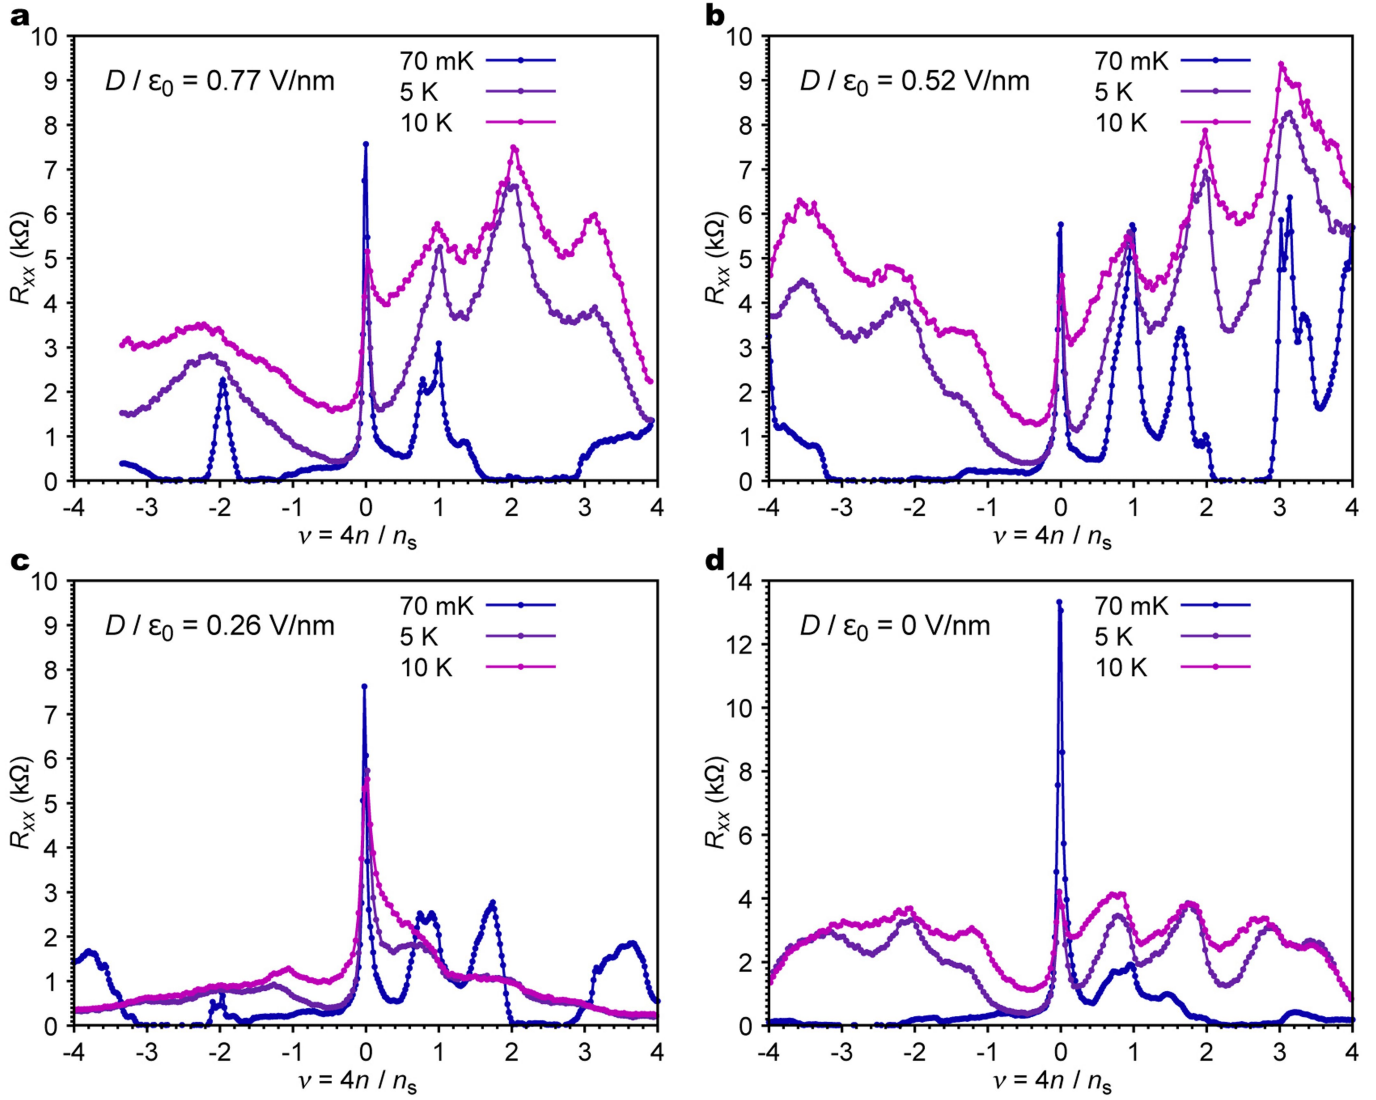 a
D / ε0 = 0.77 V/nm
70 mK
5 K
10 K
10
9
8
7
6
5
4
3
2
1
0
Rxx (kΩ)
-4 -3 -2 -1 0 1 2 3 4
ν = 4n / ns
b
D / ε0 = 0.52 V/nm
70 mK
5 K
10 K
10
9
8
7
6
5
4
3
2
1
0
Rxx (kΩ)
-4 -3 -2 -1 0 1 2 3 4
ν = 4n / ns
c
D / ε0 = 0.26 V/nm
70 mK
5 K
10 K
10
9
8
7
6
5
4
3
2
1
0
Rxx (kΩ)
-4 -3 -2 -1 0 1 2 3 4
ν = 4n / ns
d
D / ε0 = 0 V/nm
70 mK
5 K
10 K
14
12
10
8
6
4
2
0
Rxx (kΩ)
-4 -3 -2 -1 0 1 2 3 4
ν = 4n / ns